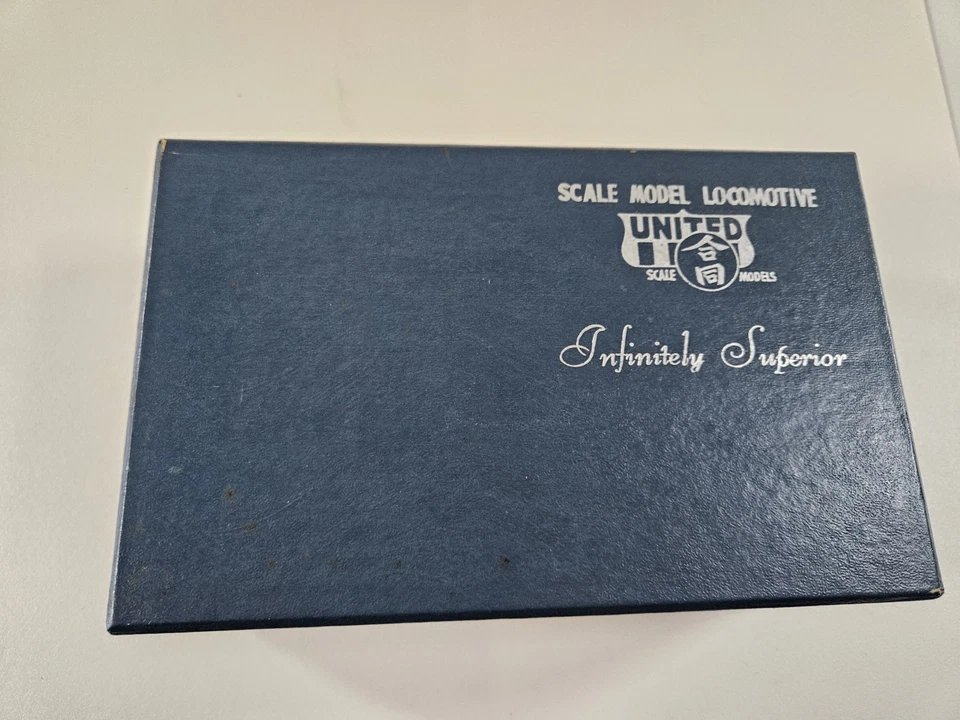 SCALE MODEL LOCOMOTIVE
UNITED
合同
SCALE MODELS
Infinitely Superior